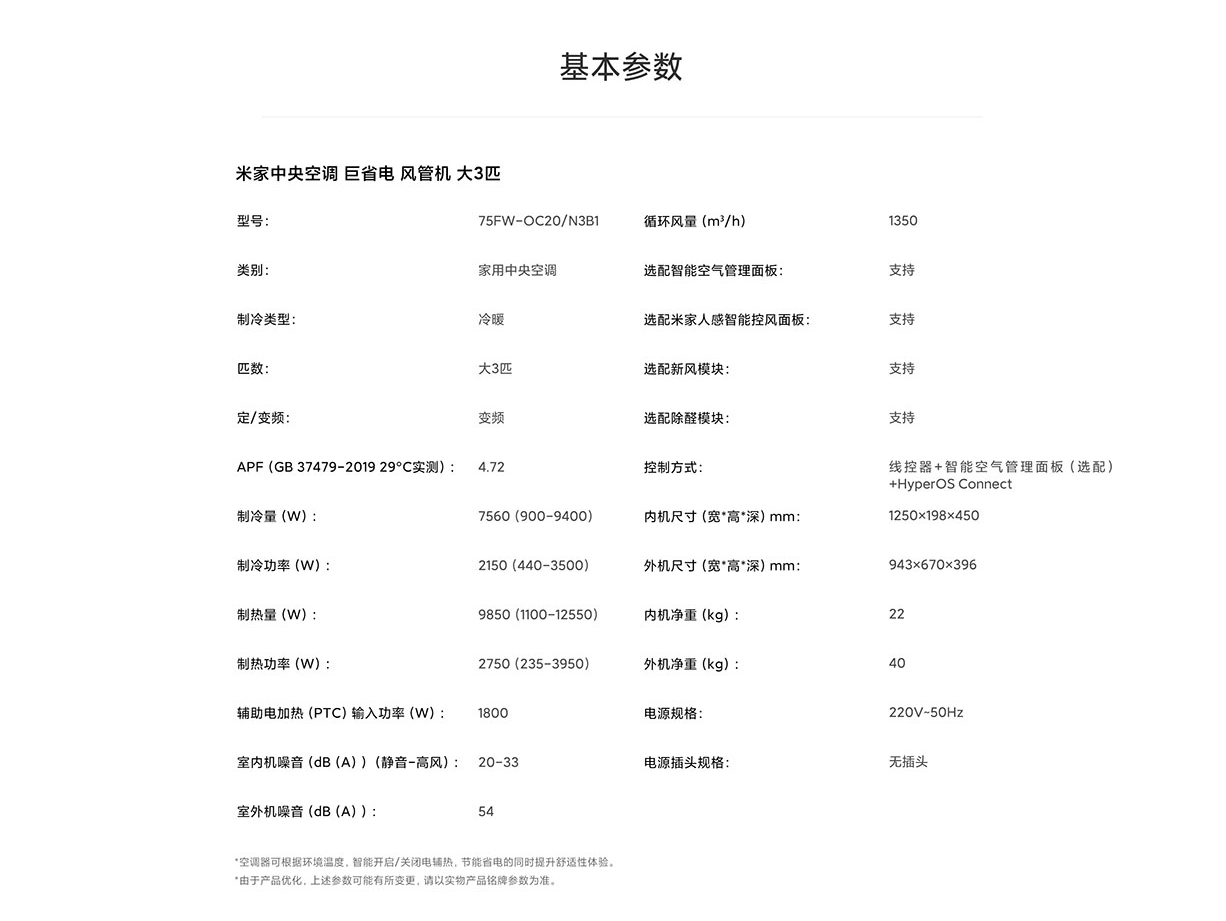 基本参数
米家中央空调 巨省电 风管机 大3匹
型号: 75FW-OC20/N3B1 循环风量 (m³/h) 1350
类别: 家用中央空调 选配智能空气管理面板: 支持
制冷类型: 冷暖 选配米家人感智能控风面板: 支持
匹数: 大3匹 选配新风模块: 支持
定/变频: 变频 选配除醛模块: 支持
APF (GB 37479-2019 29°C实测) : 4.72 控制方式: 线控器+智能空气管理面板 (选配)
+HyperOS Connect
制冷量 (W) : 7560 (900-9400) 内机尺寸 (宽*高*深) mm: 1250×198×450
制冷功率 (W) : 2150 (440-3500) 外机尺寸 (宽*高*深) mm: 943×670×396
制热量 (W) : 9850 (1100-12550) 内机净重 (kg) : 22
制热功率 (W) : 2750 (235-3950) 外机净重 (kg) : 40
辅助电加热 (PTC) 输入功率 (W) : 1800 电源规格: 220V~50Hz
室内机噪音 (dB (A) ) (静音-高风) : 20-33 电源插头规格: 无插头
室外机噪音 (dB (A) ) : 54
*空调器可根据环境温度, 智能开启/关闭电辅热, 节能省电的同时提升舒适性体验。
*由于产品优化, 上述参数可能有所变更, 请以实物产品铭牌参数为准。